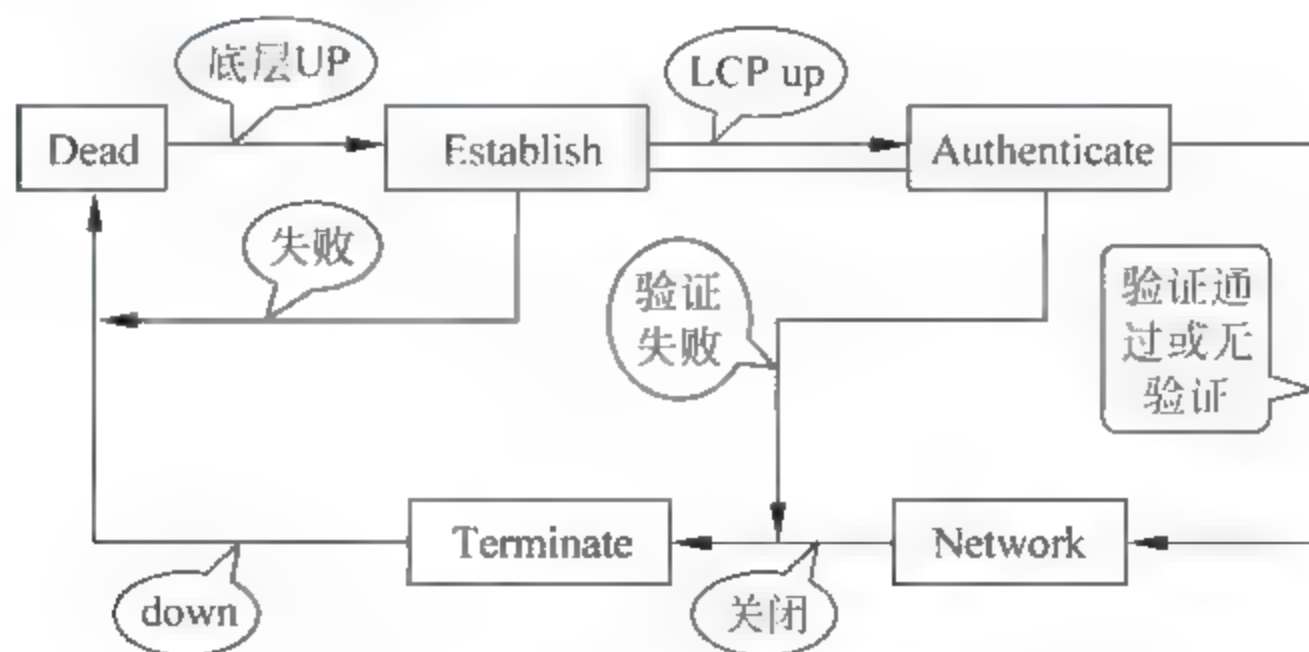 底层UP
LCP up
Dead
Establish
Authenticate
失败
验证
失败
验证通
过或无
验证
Terminate
Network
down
关闭